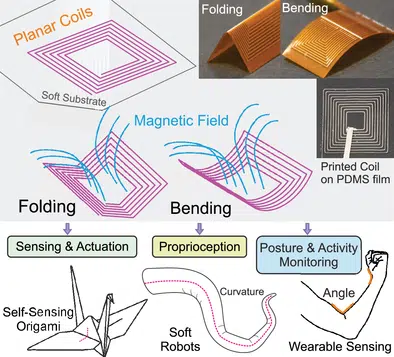 Planar Coils
Folding
Bending
Soft Substrate
Magnetic Field
Printed Coil
on PDMS film
Folding
Bending
Sensing & Actuation
Proprioception
Posture & Activity
Monitoring
Self-Sensing
Origami
Curvature
Soft
Robots
Angle
Wearable Sensing